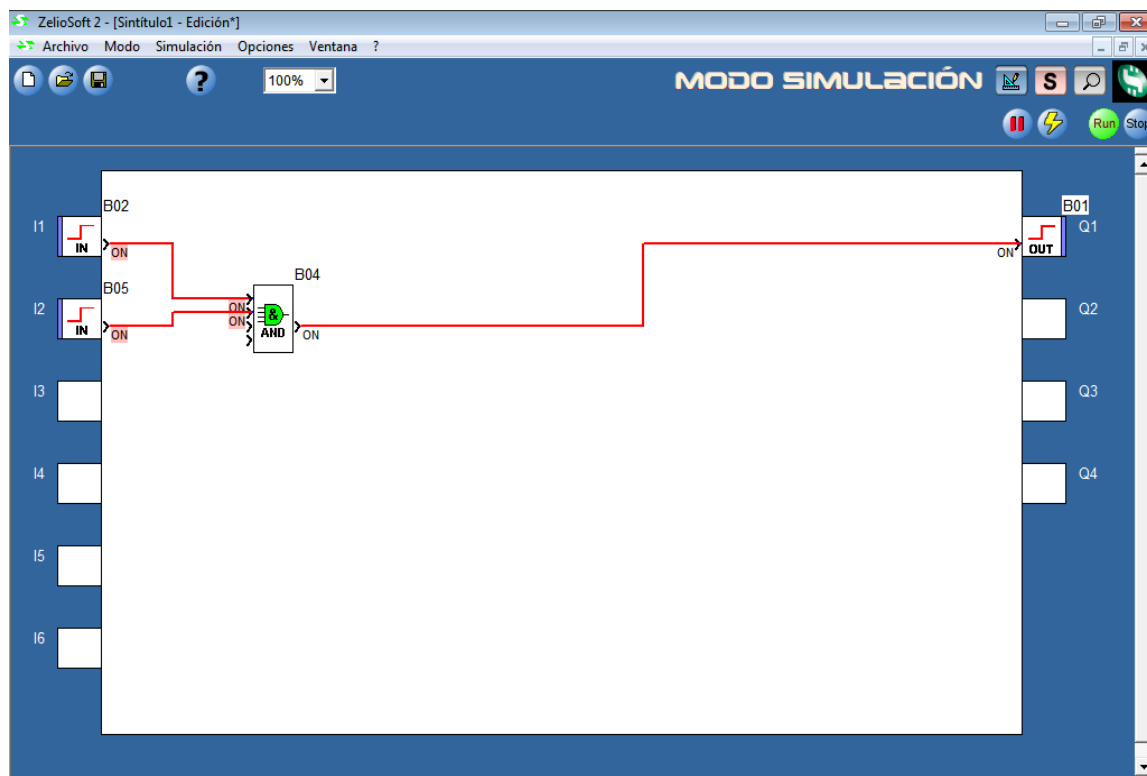 ZelioSoft 2 - [Sintítulo1 - Edición*]
Archivo Modo Simulación Opciones Ventana ?
? 100% MODO SIMULACIÓN S
Run Stop
B02 B01
I1 IN ON ON OUT Q1
B04
B05
I2 IN ON ON ON & AND ON Q2
I3 Q3
I4 Q4
I5
I6